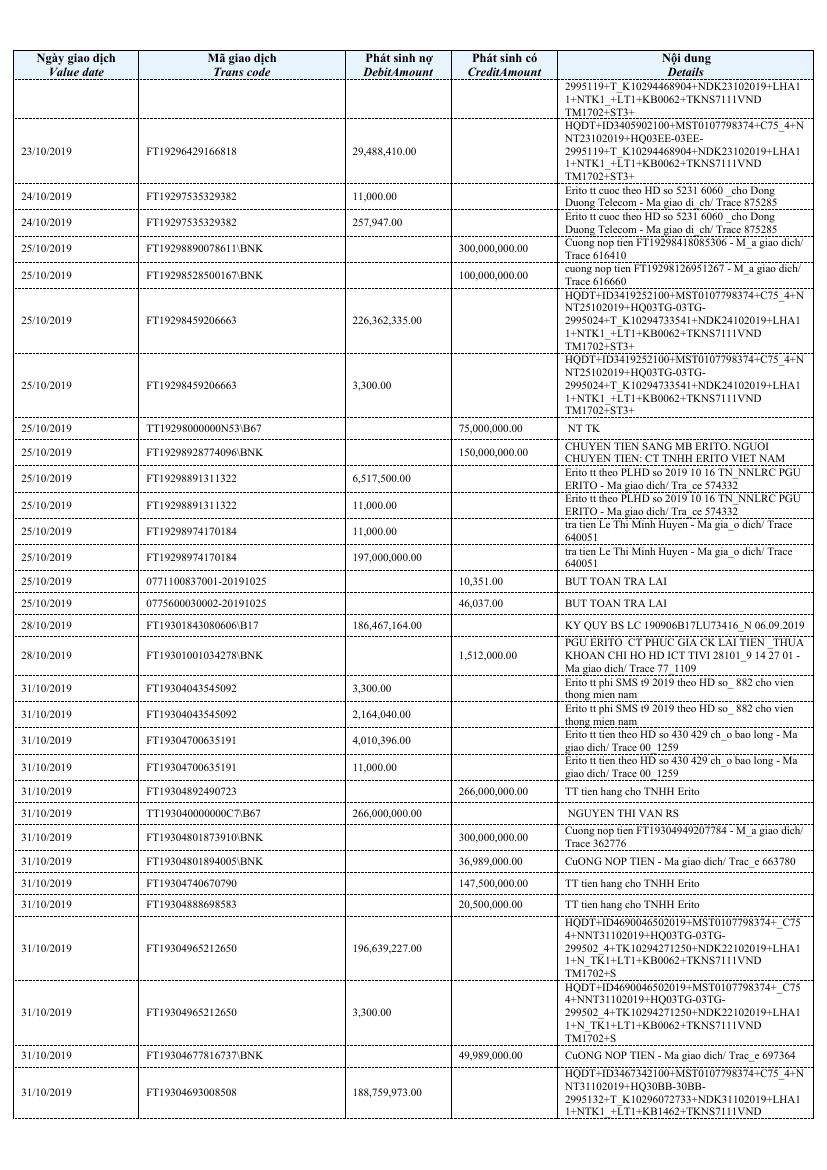 Ngày giao dịch Mã giao dịch Phát sinh nợ Phát sinh có Nội dung
Value date Trans code DebitAmount CreditAmount Details
2995119+T_K10294468904+NDK23102019+LHA1
1+NTK1_+LT1+KB0062+TKNS7111VND
TM1702+ST3+
23/10/2019 FT19296429166818 29,488,410.00
HQDT+ID3405902100+MST0107798374+C75_4+N
NT23102019+HQ03EE-03EE-
2995119+T_K10294468904+NDK23102019+LHA1
1+NTK1_+LT1+KB0062+TKNS7111VND
TM1702+ST3+
24/10/2019 FT19297535329382 11,000.00
Erito tt cuoc theo HD so 5231 6060 _cho Dong
Duong Telecom - Ma giao di_ch/ Trace 875285
24/10/2019 FT19297535329382 257,947.00
Erito tt cuoc theo HD so 5231 6060 _cho Dong
Duong Telecom - Ma giao di_ch/ Trace 875285
25/10/2019 FT19298890078611\BNK 300,000,000.00
Cuong nop tien FT19298418085306 - M_a giao dich/
Trace 616410
25/10/2019 FT19298528500167\BNK 100,000,000.00
cuong nop tien FT19298126951267 - M_a giao dich/
Trace 616660
25/10/2019 FT19298459206663 226,362,335.00
HQDT+ID3419252100+MST0107798374+C75_4+N
NT25102019+HQ03TG-03TG-
2995024+T_K10294733541+NDK24102019+LHA1
1+NTK1_+LT1+KB0062+TKNS7111VND
TM1702+ST3+
25/10/2019 FT19298459206663 3,300.00
HQDT+ID3419252100+MST0107798374+C75_4+N
NT25102019+HQ03TG-03TG-
2995024+T_K10294733541+NDK24102019+LHA1
1+NTK1_+LT1+KB0062+TKNS7111VND
TM1702+ST3+
25/10/2019 TT19298000000N53\B67 75,000,000.00 NT TK
25/10/2019 FT19298928774096\BNK 150,000,000.00
CHUYEN TIEN SANG MB ERITO. NGUOI
CHUYEN TIEN: CT TNHH ERITO VIET NAM
25/10/2019 FT19298891311322 6,517,500.00
Erito tt theo PLHD so 2019 10 16 TN_NNLRC PGU
ERITO - Ma giao dich/ Tra_ce 574332
25/10/2019 FT19298891311322 11,000.00
Erito tt theo PLHD so 2019 10 16 TN_NNLRC PGU
ERITO - Ma giao dich/ Tra_ce 574332
25/10/2019 FT19298974170184 11,000.00
tra tien Le Thi Minh Huyen - Ma gia_o dich/ Trace
640051
25/10/2019 FT19298974170184 197,000,000.00
tra tien Le Thi Minh Huyen - Ma gia_o dich/ Trace
640051
25/10/2019 0771100837001-20191025 10,351.00 BUT TOAN TRA LAI
25/10/2019 0775600030002-20191025 46,037.00 BUT TOAN TRA LAI
28/10/2019 FT19301843080606\B17 186,467,164.00 KY QUY BS LC 190906B17LU73416_N 06.09.2019
28/10/2019 FT19301001034278\BNK 1,512,000.00
PGU ERITO CT PHUC GIA CK LAI TIEN _THUA
KHOAN CHI HO HD ICT TIVI 28101_9 14 27 01 -
Ma giao dich/ Trace 77_1109
31/10/2019 FT19304043545092 3,300.00
Erito tt phi SMS t9 2019 theo HD so_ 882 cho vien
thong mien nam
31/10/2019 FT19304043545092 2,164,040.00
Erito tt phi SMS t9 2019 theo HD so_ 882 cho vien
thong mien nam
31/10/2019 FT19304700635191 4,010,396.00
Erito tt tien theo HD so 430 429 ch_o bao long - Ma
giao dich/ Trace 00_1259
31/10/2019 FT19304700635191 11,000.00
Erito tt tien theo HD so 430 429 ch_o bao long - Ma
giao dich/ Trace 00_1259
31/10/2019 FT19304892490723 266,000,000.00 TT tien hang cho TNHH Erito
31/10/2019 TT193040000000C7\B67 266,000,000.00 NGUYEN THI VAN RS
31/10/2019 FT19304801873910\BNK 300,000,000.00
Cuong nop tien FT19304949207784 - M_a giao dich/
Trace 362776
31/10/2019 FT19304801894005\BNK 36,989,000.00 CuONG NOP TIEN - Ma giao dich/ Trac_e 663780
31/10/2019 FT19304740670790 147,500,000.00 TT tien hang cho TNHH Erito
31/10/2019 FT19304888698583 20,500,000.00 TT tien hang cho TNHH Erito
31/10/2019 FT19304965212650 196,639,227.00
HQDT+ID4690046502019+MST0107798374+_C75
4+NNT31102019+HQ03TG-03TG-
299502_4+TK10294271250+NDK22102019+LHA1
1+N_TK1+LT1+KB0062+TKNS7111VND
TM1702+S
31/10/2019 FT19304965212650 3,300.00
HQDT+ID4690046502019+MST0107798374+_C75
4+NNT31102019+HQ03TG-03TG-
299502_4+TK10294271250+NDK22102019+LHA1
1+N_TK1+LT1+KB0062+TKNS7111VND
TM1702+S
31/10/2019 FT19304677816737\BNK 49,989,000.00 CuONG NOP TIEN - Ma giao dich/ Trac_e 697364
31/10/2019 FT19304693008508 188,759,973.00
HQDT+ID3467342100+MST0107798374+C75_4+N
NT31102019+HQ30BB-30BB-
2995132+T_K10296072733+NDK31102019+LHA1
1+NTK1_+LT1+KB1462+TKNS7111VND